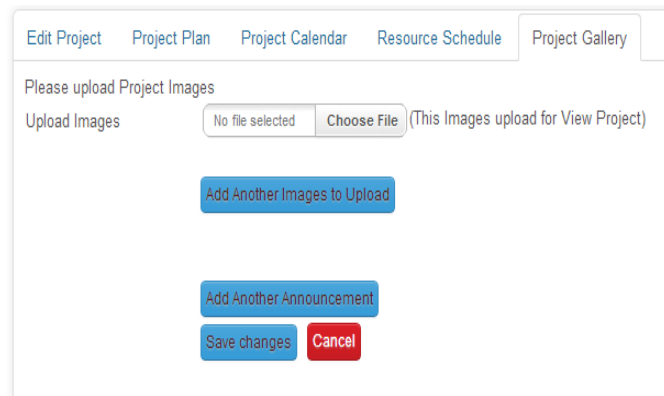 Edit Project Project Plan Project Calendar Resource Schedule Project Gallery
Please upload Project Images
Upload Images No file selected Choose File (This Images upload for View Project)
Add Another Images to Upload
Add Another Announcement
Save changes Cancel